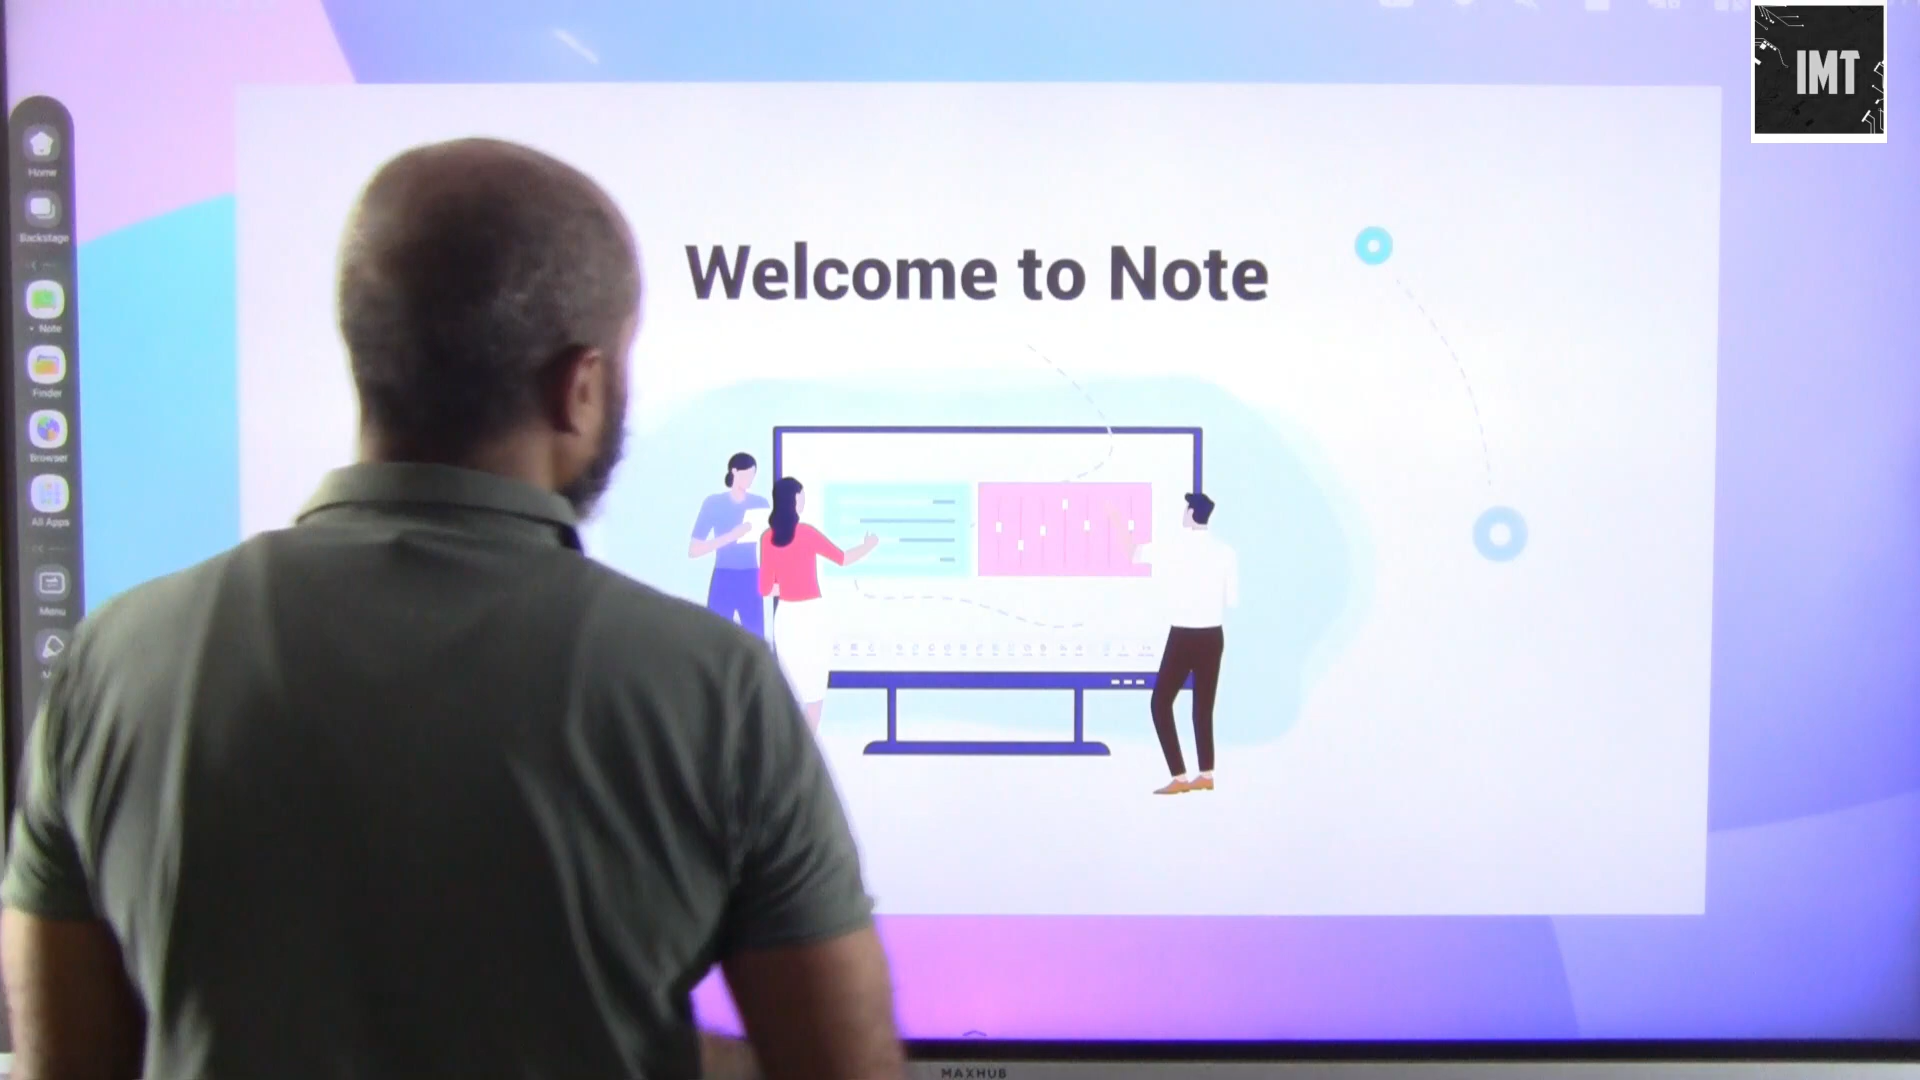 IMT
Home
Backstage
Note
Finder
Browser
All Apps
Menu
Welcome to Note
MAXHUB